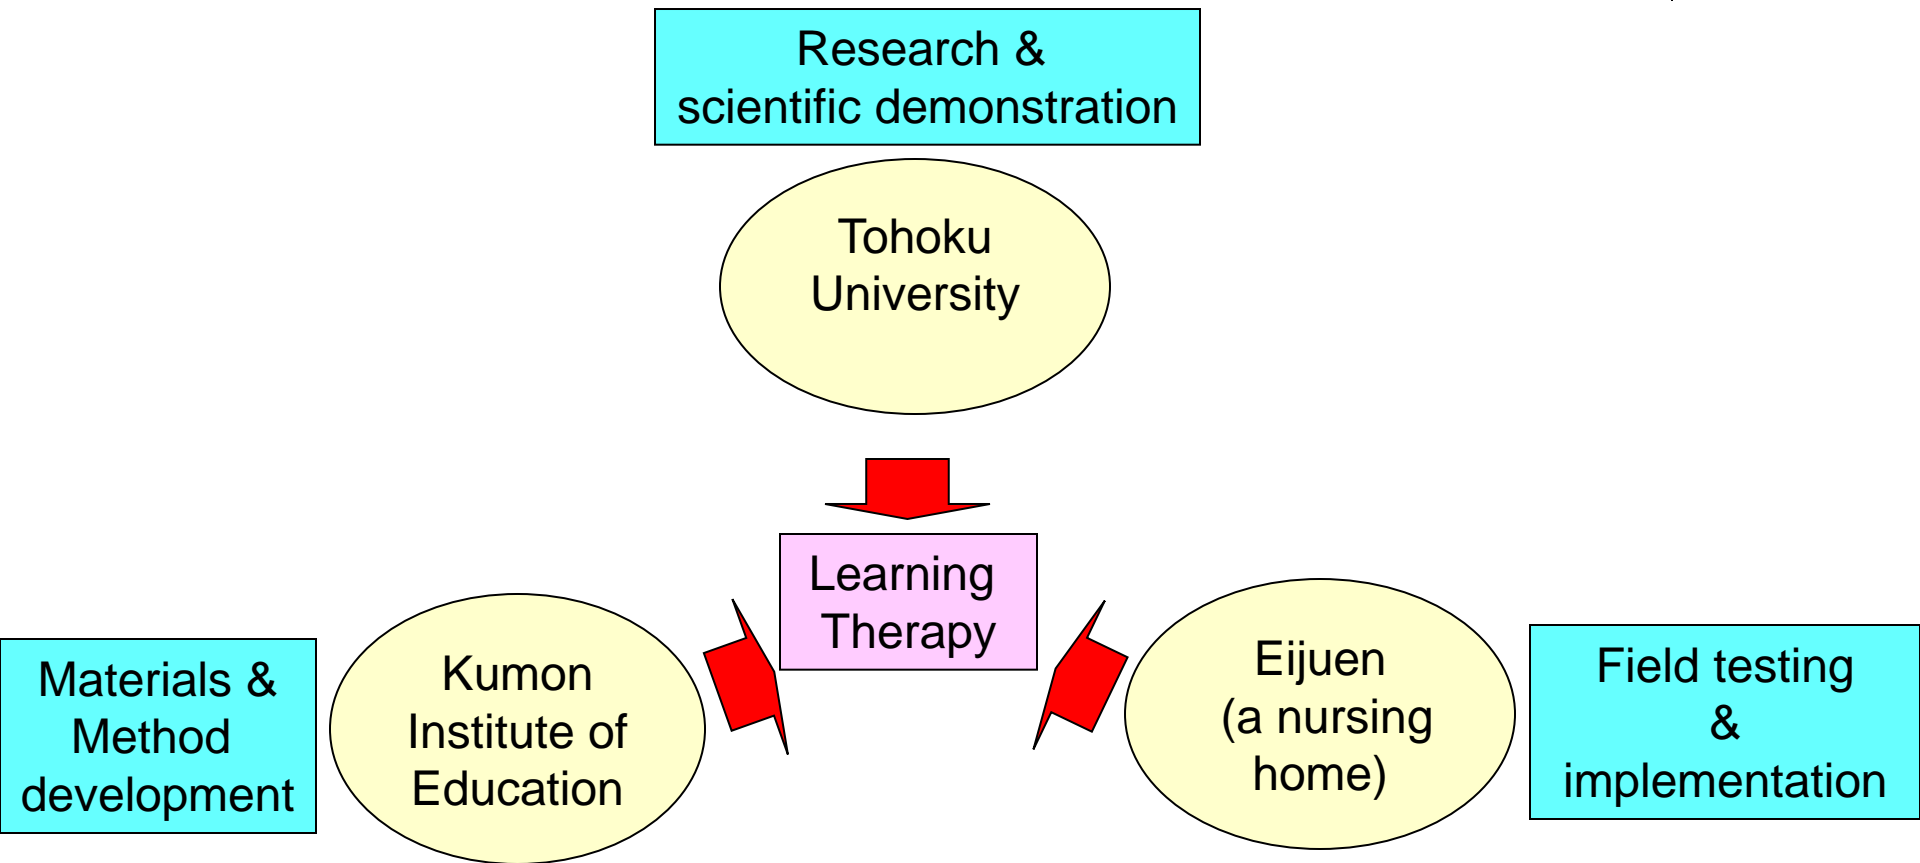 Research &
scientific demonstration
Tohoku
University
Learning
Therapy
Materials &
Method
development
Kumon
Institute of
Education
Eijuen
(a nursing
home)
Field testing
&
implementation